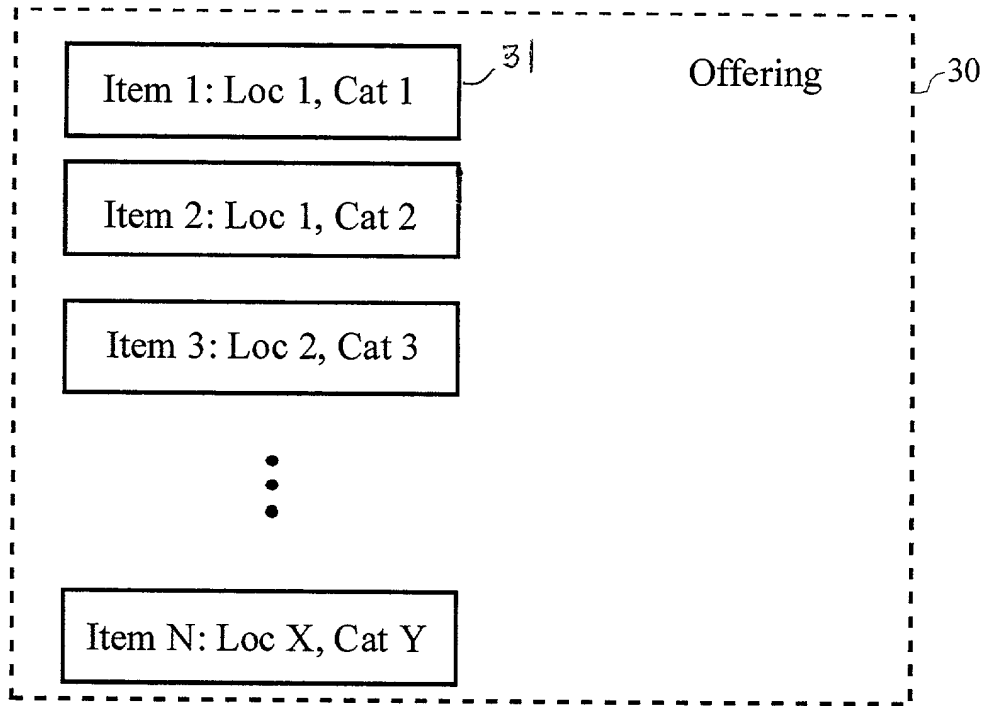 Item 1: Loc 1, Cat 1
31
Offering
30
Item 2: Loc 1, Cat 2
Item 3: Loc 2, Cat 3
Item N: Loc X, Cat Y